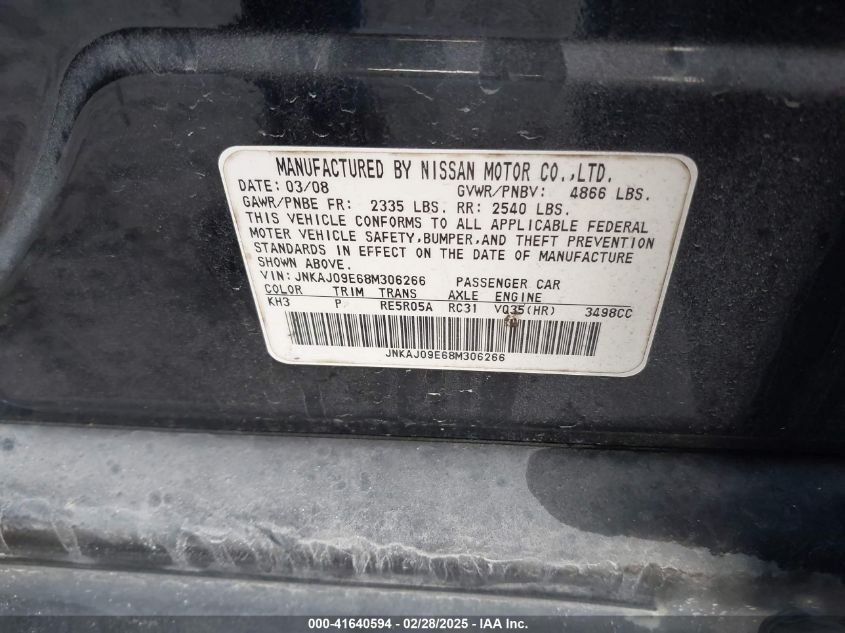 MANUFACTURED BY NISSAN MOTOR CO.,LTD.
DATE: 03/08 GVWR/PNBV: 4866 LBS.
GAWR/PNBE FR: 2335 LBS. RR: 2540 LBS.
THIS VEHICLE CONFORMS TO ALL APPLICABLE FEDERAL
MOTER VEHICLE SAFETY,BUMPER,AND THEFT PREVENTION
STANDARDS IN EFFECT ON THE DATE OF MANUFACTURE
SHOWN ABOVE.
VIN: JNKAJ09E68M306266 PASSENGER CAR
COLOR TRIM TRANS AXLE ENGINE
KH3 P RE5R05A RC31 VQ35(HR) 3498CC
JNKAJ09E68M306266
000-41640594 - 02/28/2025 - IAA Inc.